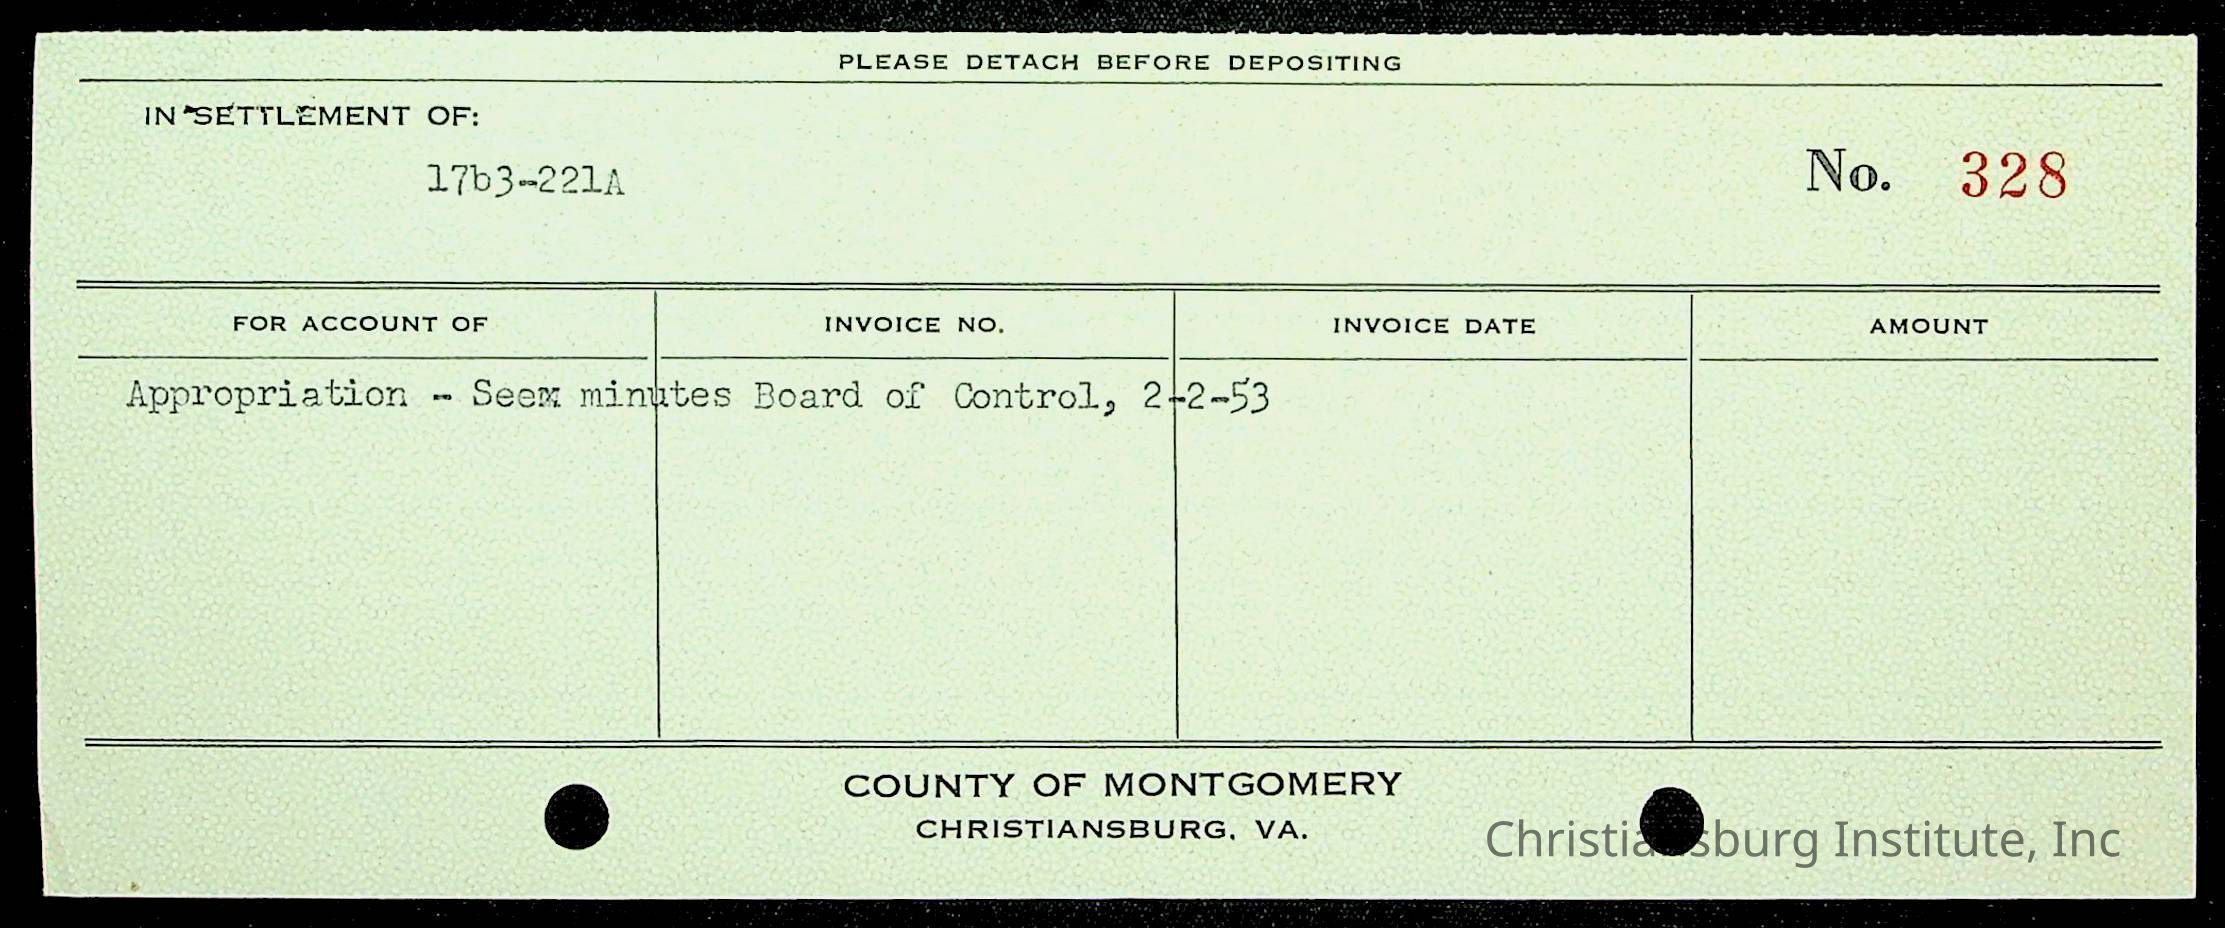 PLEASE DETACH BEFORE DEPOSITING
IN SETTLEMENT OF:
17b3-221A
No. 328
FOR ACCOUNT OF INVOICE NO. INVOICE DATE AMOUNT
Appropriation - Seex minutes Board of Control, 2-2-53
COUNTY OF MONTGOMERY
CHRISTIANSBURG, VA.
Christiansburg Institute, Inc